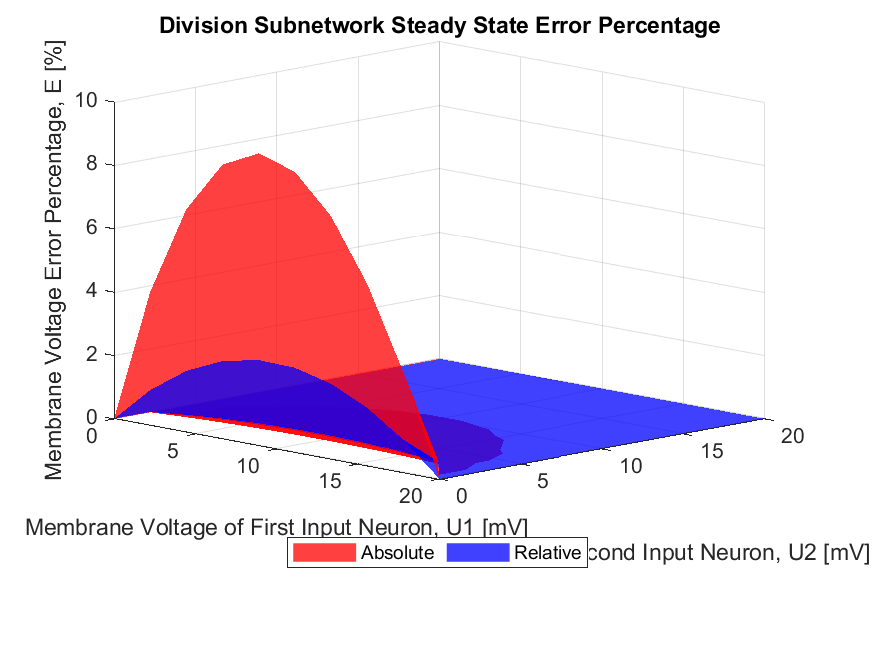 Division Subnetwork Steady State Error Percentage
Membrane Voltage Error Percentage, E [%]
10
8
6
4
2
0
0
5
10
15
20
0
5
10
15
20
Membrane Voltage of First Input Neuron, U1 [mV]
cond Input Neuron, U2 [mV]
Absolute
Relative